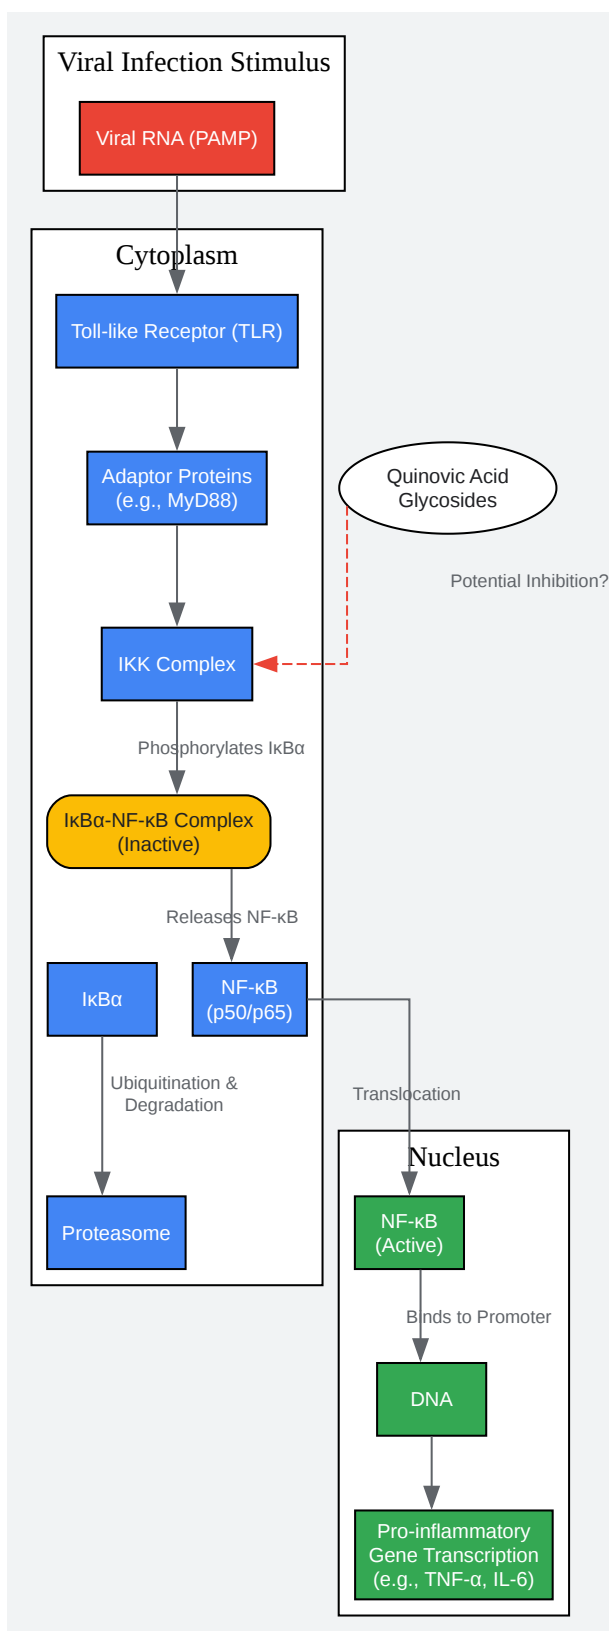 Viral Infection Stimulus
Viral RNA (PAMP)
Cytoplasm
Toll-like Receptor (TLR)
Adaptor Proteins
(e.g., MyD88)
Quinovic Acid
Glycosides
Potential Inhibition?
IKK Complex
Phosphorylates IκBα
IκBα-NF-κB Complex
(Inactive)
Releases NF-κB
IκBα
NF-κB
(p50/p65)
Ubiquitination &
Degradation
Translocation
Nucleus
Proteasome
NF-κB
(Active)
Binds to Promoter
DNA
Pro-inflammatory
Gene Transcription
(e.g., TNF-α, IL-6)